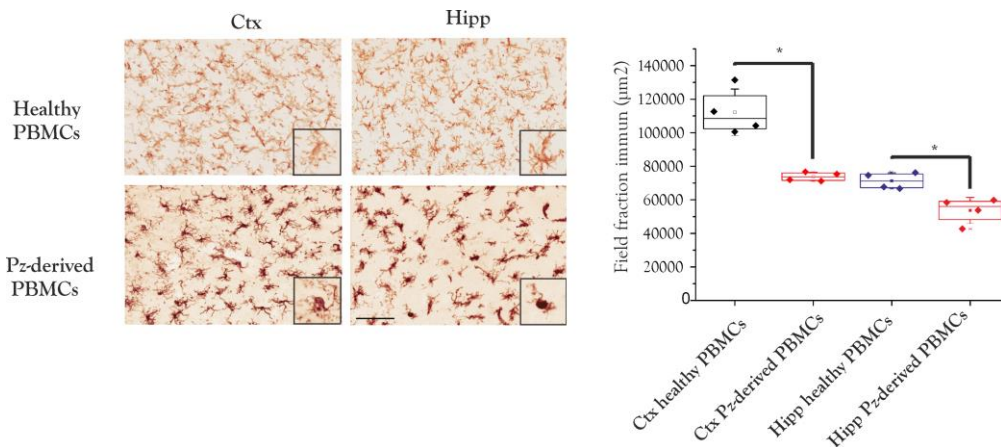 Ctx
Hipp
Healthy
PBMCs
Pz-derived
PBMCs
Field fraction immun (µm2)
140000
120000
100000
80000
60000
40000
20000
0
*
*
Ctx healthy PBMCs
Ctx Pz-derived PBMCs
Hipp healthy PBMCs
Hipp Pz-derived PBMCs